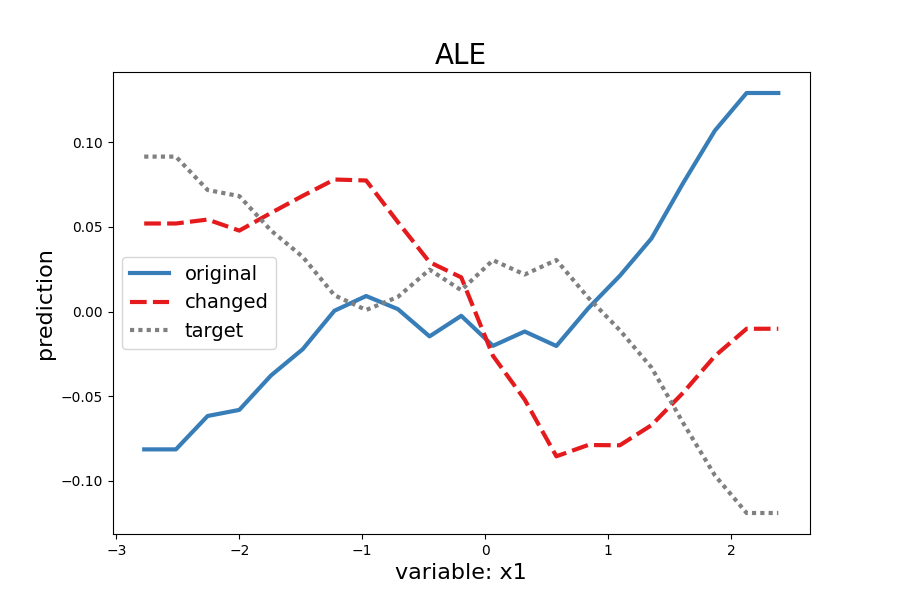 ALE
prediction
0.10
0.05
0.00
−0.05
−0.10
original
changed
target
−3
−2
−1
0
1
2
variable: x1